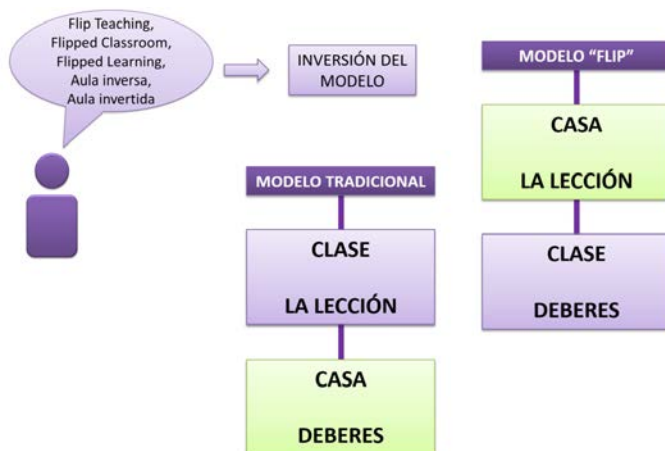 Flip Teaching,
Flipped Classroom,
Flipped Learning,
Aula inversa,
Aula invertida
INVERSIÓN DEL
MODELO
MODELO TRADICIONAL
CLASE
LA LECCIÓN
CASA
DEBERES
MODELO “FLIP”
CASA
LA LECCIÓN
CLASE
DEBERES